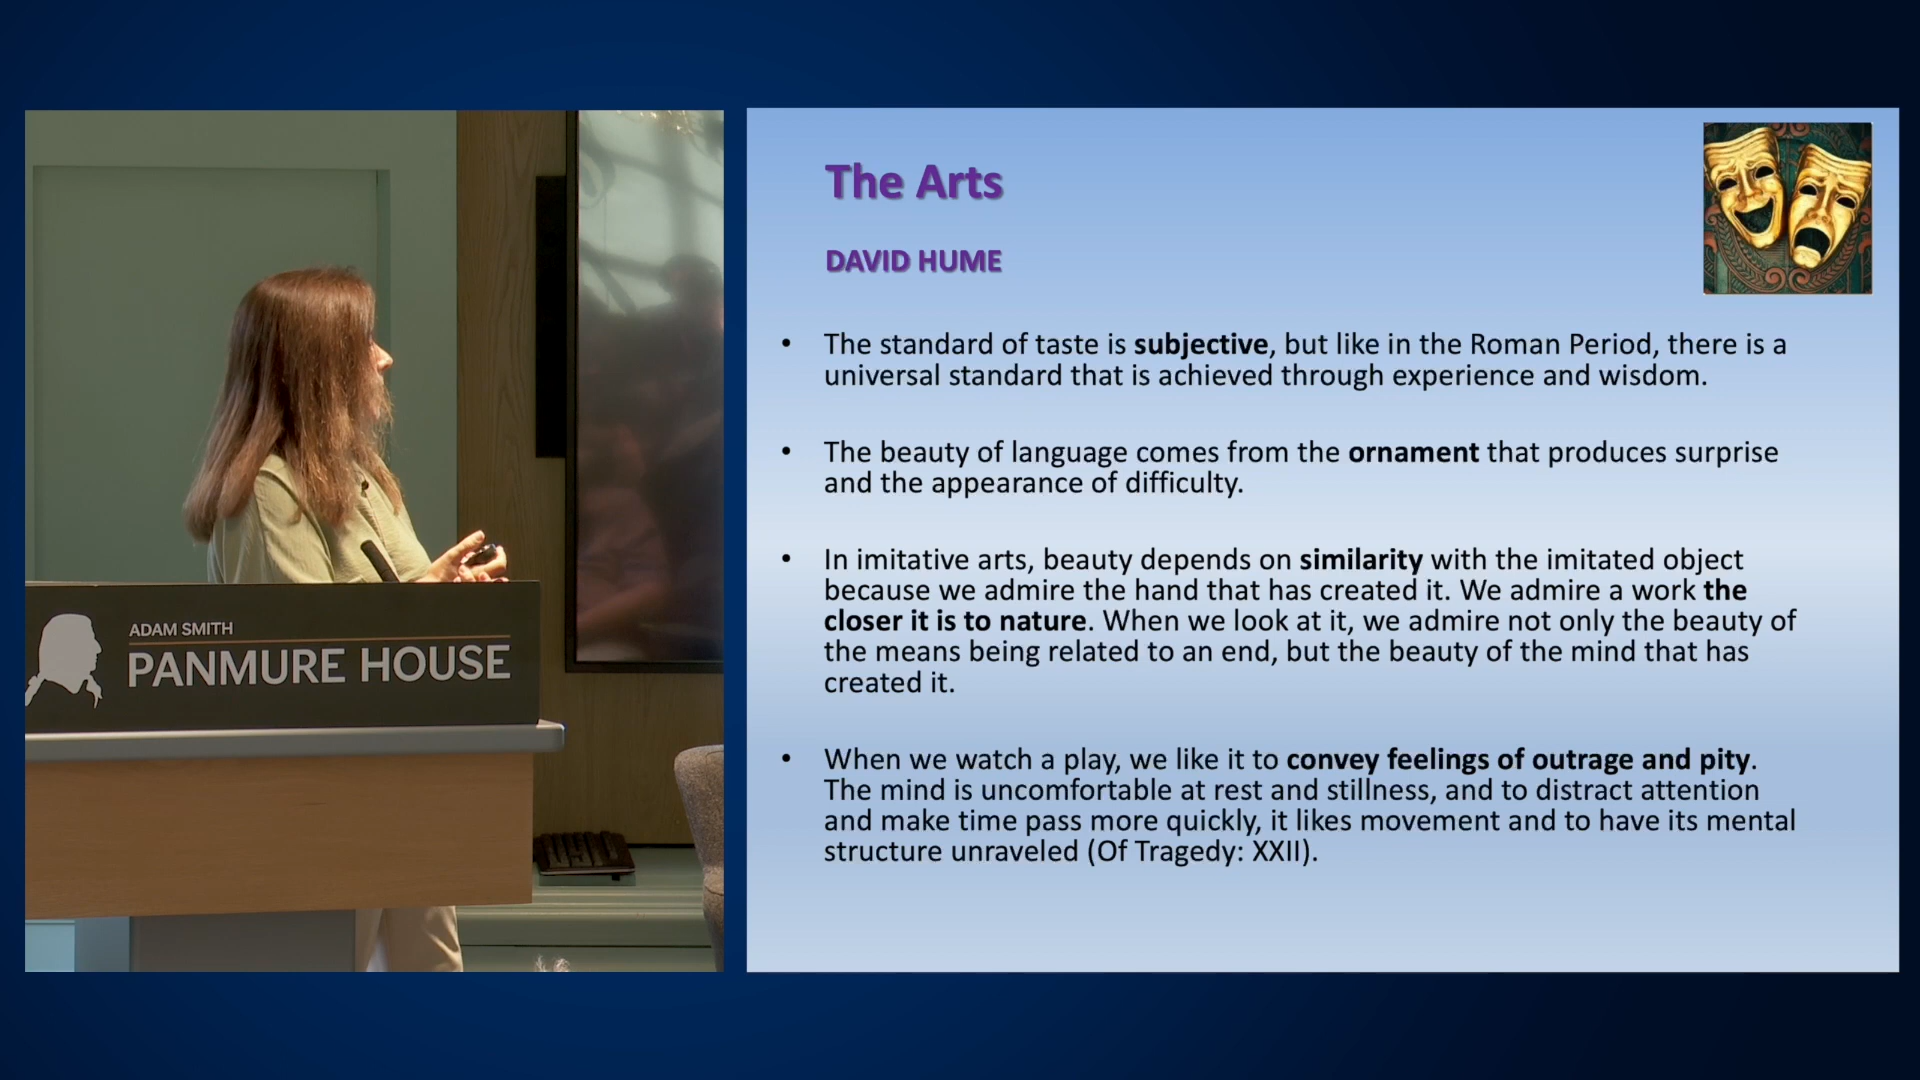 ADAM SMITH
PANMURE HOUSE
The Arts
DAVID HUME
• The standard of taste is subjective, but like in the Roman Period, there is a
universal standard that is achieved through experience and wisdom.
• The beauty of language comes from the ornament that produces surprise
and the appearance of difficulty.
• In imitative arts, beauty depends on similarity with the imitated object
because we admire the hand that has created it. We admire a work the
closer it is to nature. When we look at it, we admire not only the beauty of
the means being related to an end, but the beauty of the mind that has
created it.
• When we watch a play, we like it to convey feelings of outrage and pity.
The mind is uncomfortable at rest and stillness, and to distract attention
and make time pass more quickly, it likes movement and to have its mental
structure unraveled (Of Tragedy: XXII).